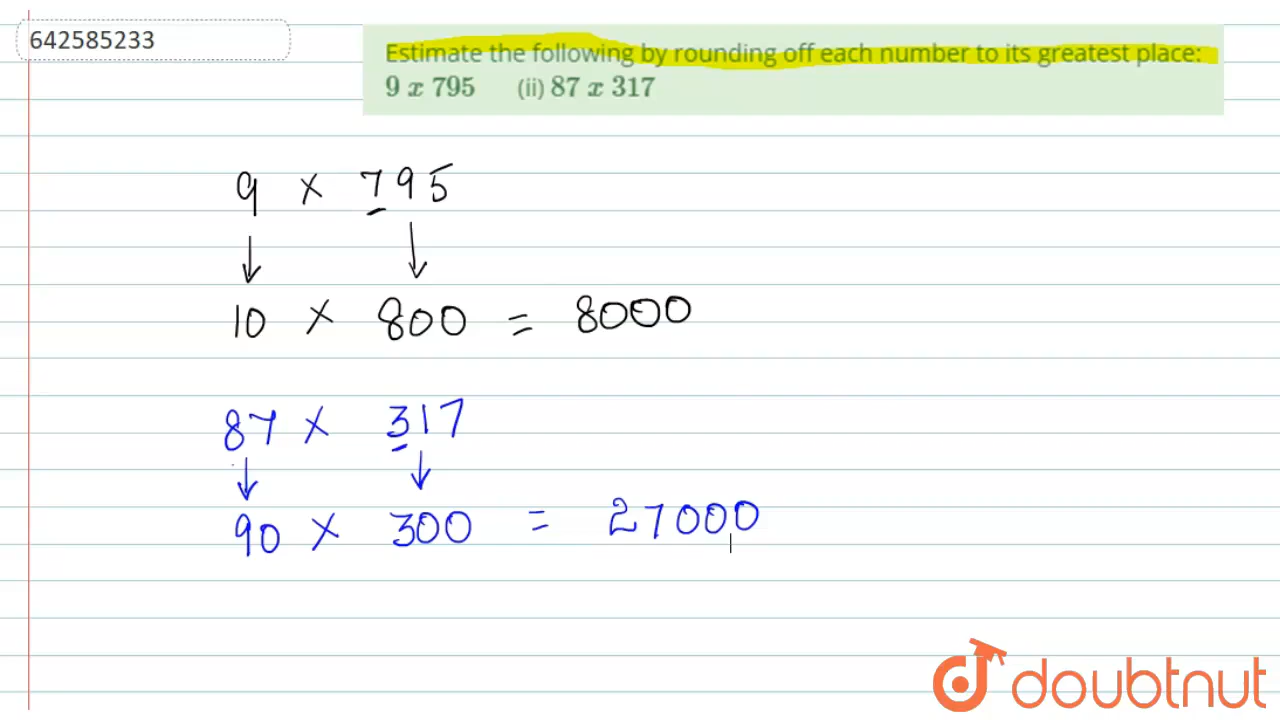 642585233
Estimate the following by rounding off each number to its greatest place:
9 x 795 (ii) 87 x 317
9 × 795
10 × 800 = 8000
87 × 317
90 × 300 = 27000
doubtnut